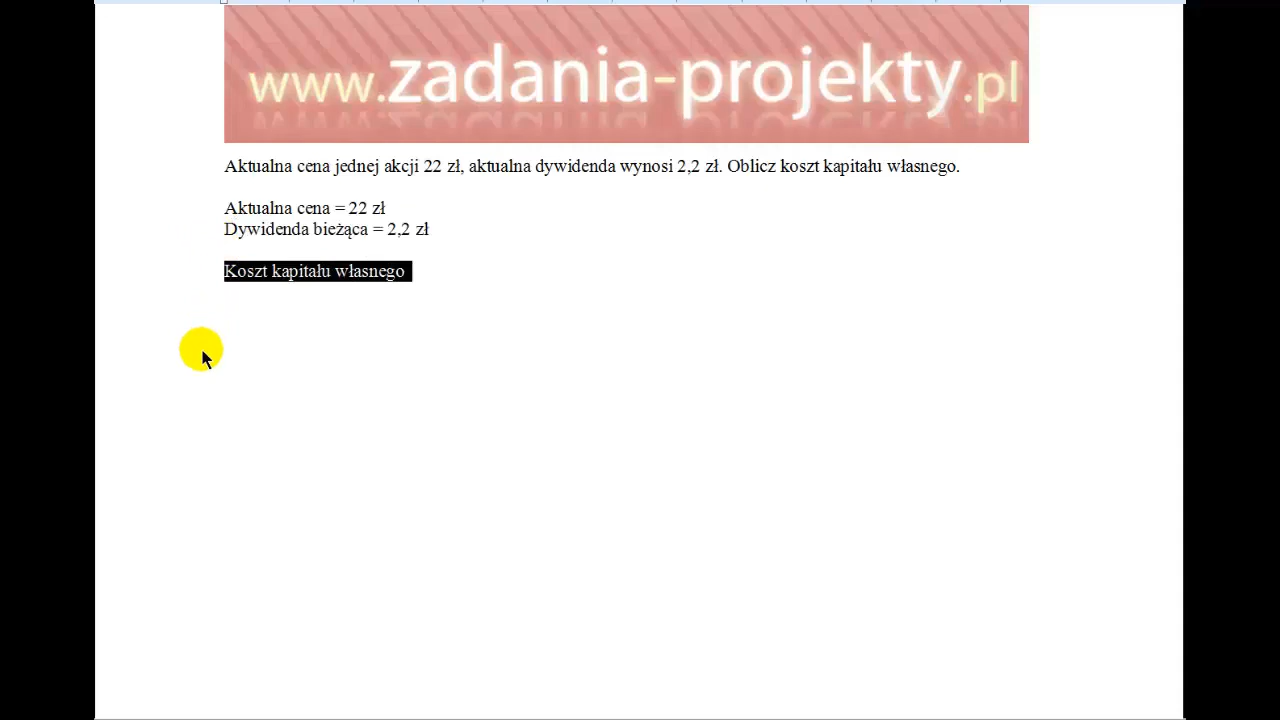 www.zadania-projekty.pl
Aktualna cena jednej akcji 22 zł, aktualna dywidenda wynosi 2,2 zł. Oblicz koszt kapitału własnego.
Aktualna cena = 22 zł
Dywidenda bieżąca = 2,2 zł
Koszt kapitału własnego